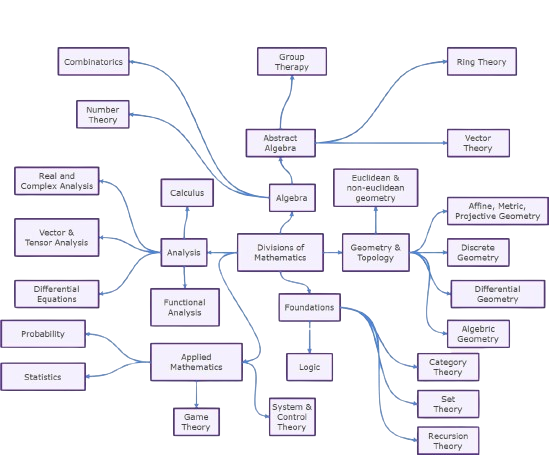 Combinatorics
Group
Therapy
Ring Theory
Number
Theory
Abstract
Algebra
Vector
Theory
Real and
Complex Analysis
Calculus
Algebra
Euclidean &
non-euclidean
geometry
Affine, Metric,
Projective Geometry
Vector &
Tensor Analysis
Analysis
Divisions of
Mathematics
Geometry &
Topology
Discrete
Geometry
Differential
Equations
Functional
Analysis
Foundations
Differential
Geometry
Probability
Algebric
Geometry
Statistics
Applied
Mathematics
Logic
Category
Theory
Game
Theory
System &
Control
Theory
Set
Theory
Recursion
Theory